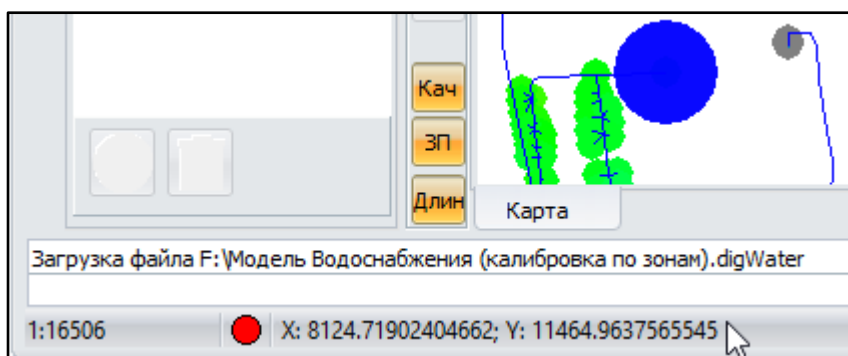 Кач
ЗП
Длин
Карта
Загрузка файла F:\Модель Водоснабжения (калибровка по зонам).digWater
1:16506 X: 8124.71902404662; Y: 11464.9637565545